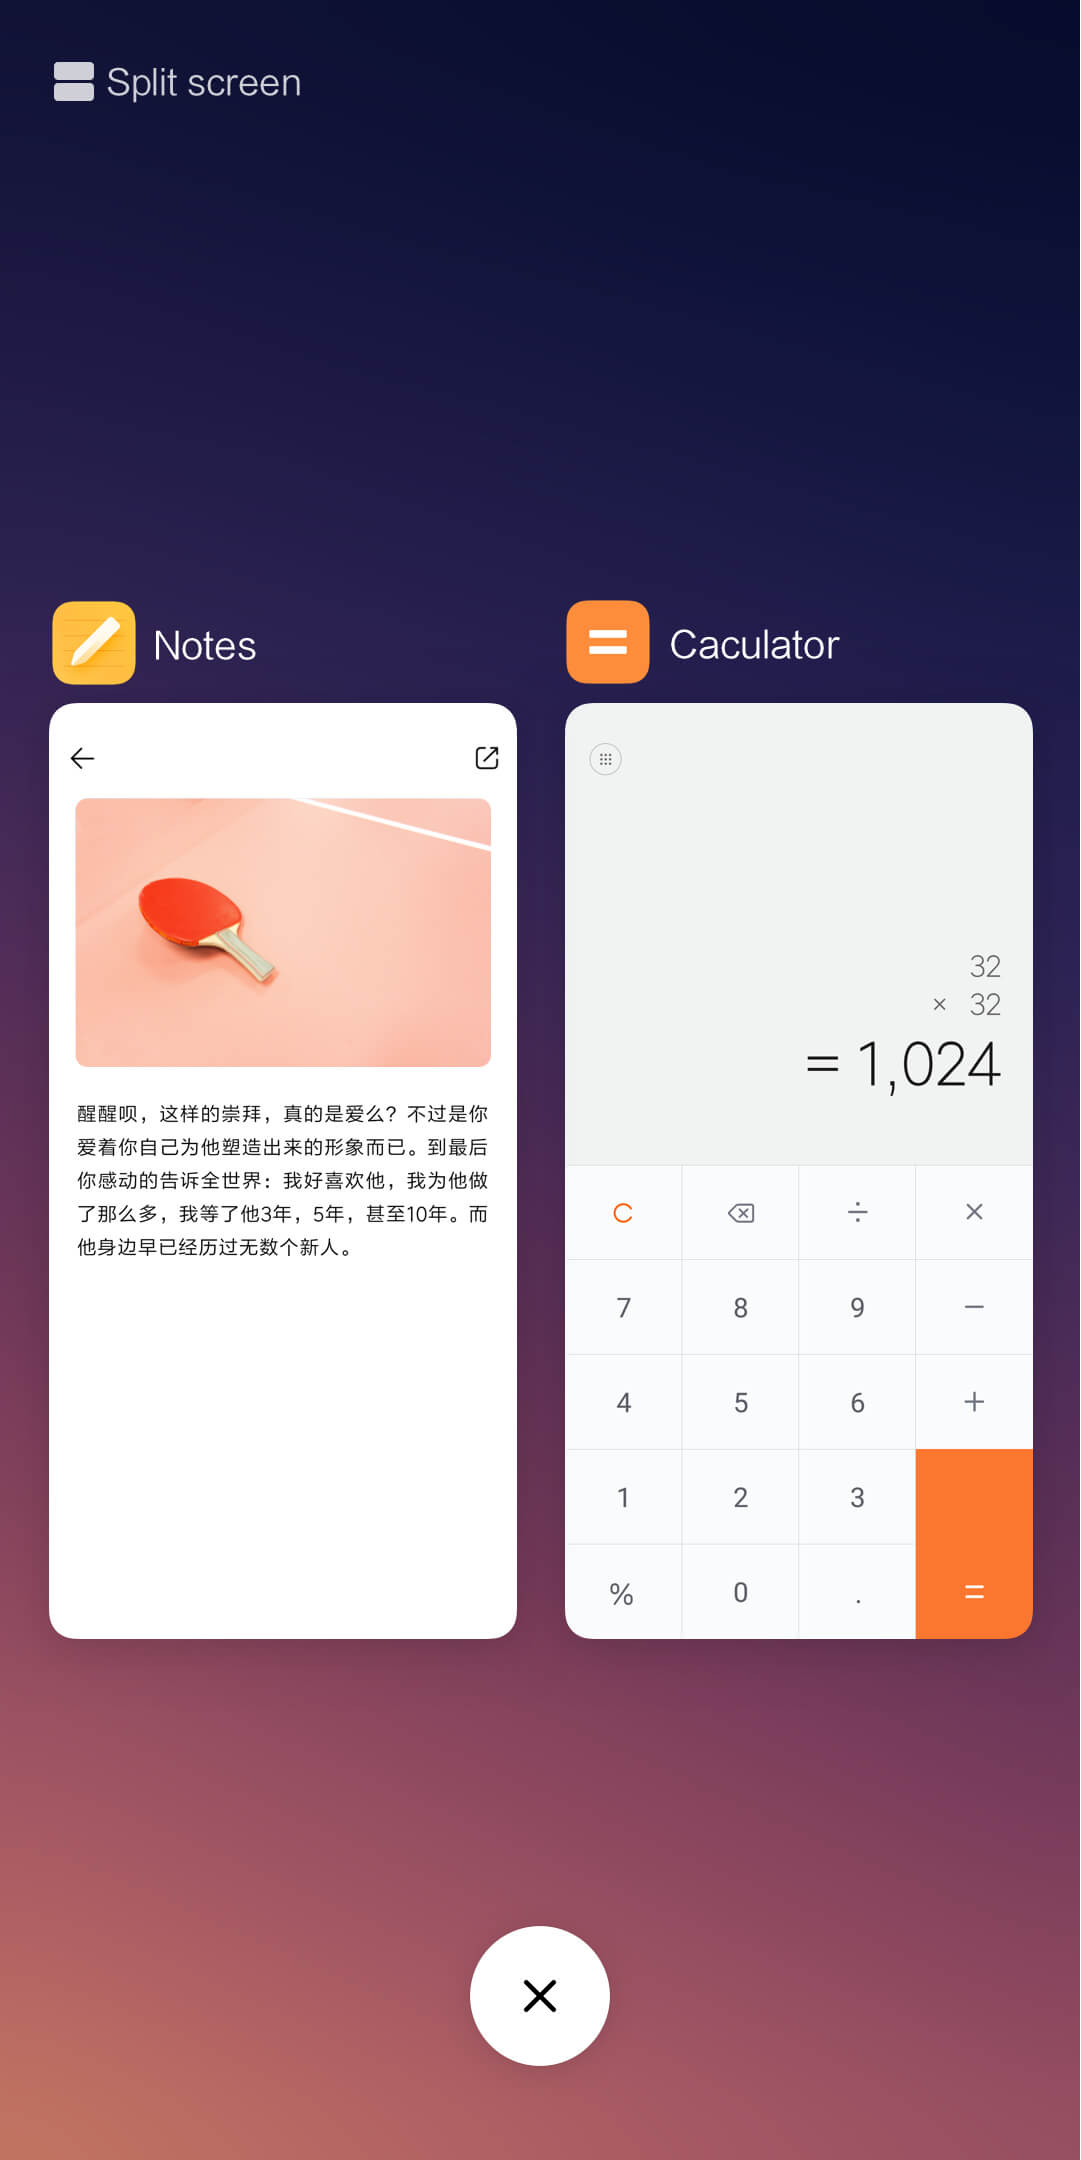 Split screen
Notes
Caculator
醒醒呗，这样的崇拜，真的是爱么？不过是你
爱着你自己为他塑造出来的形象而已。到最后
你感动的告诉全世界：我好喜欢他，我为他做
了那么多，我等了他3年，5年，甚至10年。而
他身边早已经历过无数个新人。
32
× 32
= 1,024
C ÷ ×
7 8 9 −
4 5 6 +
1 2 3
% 0 . =